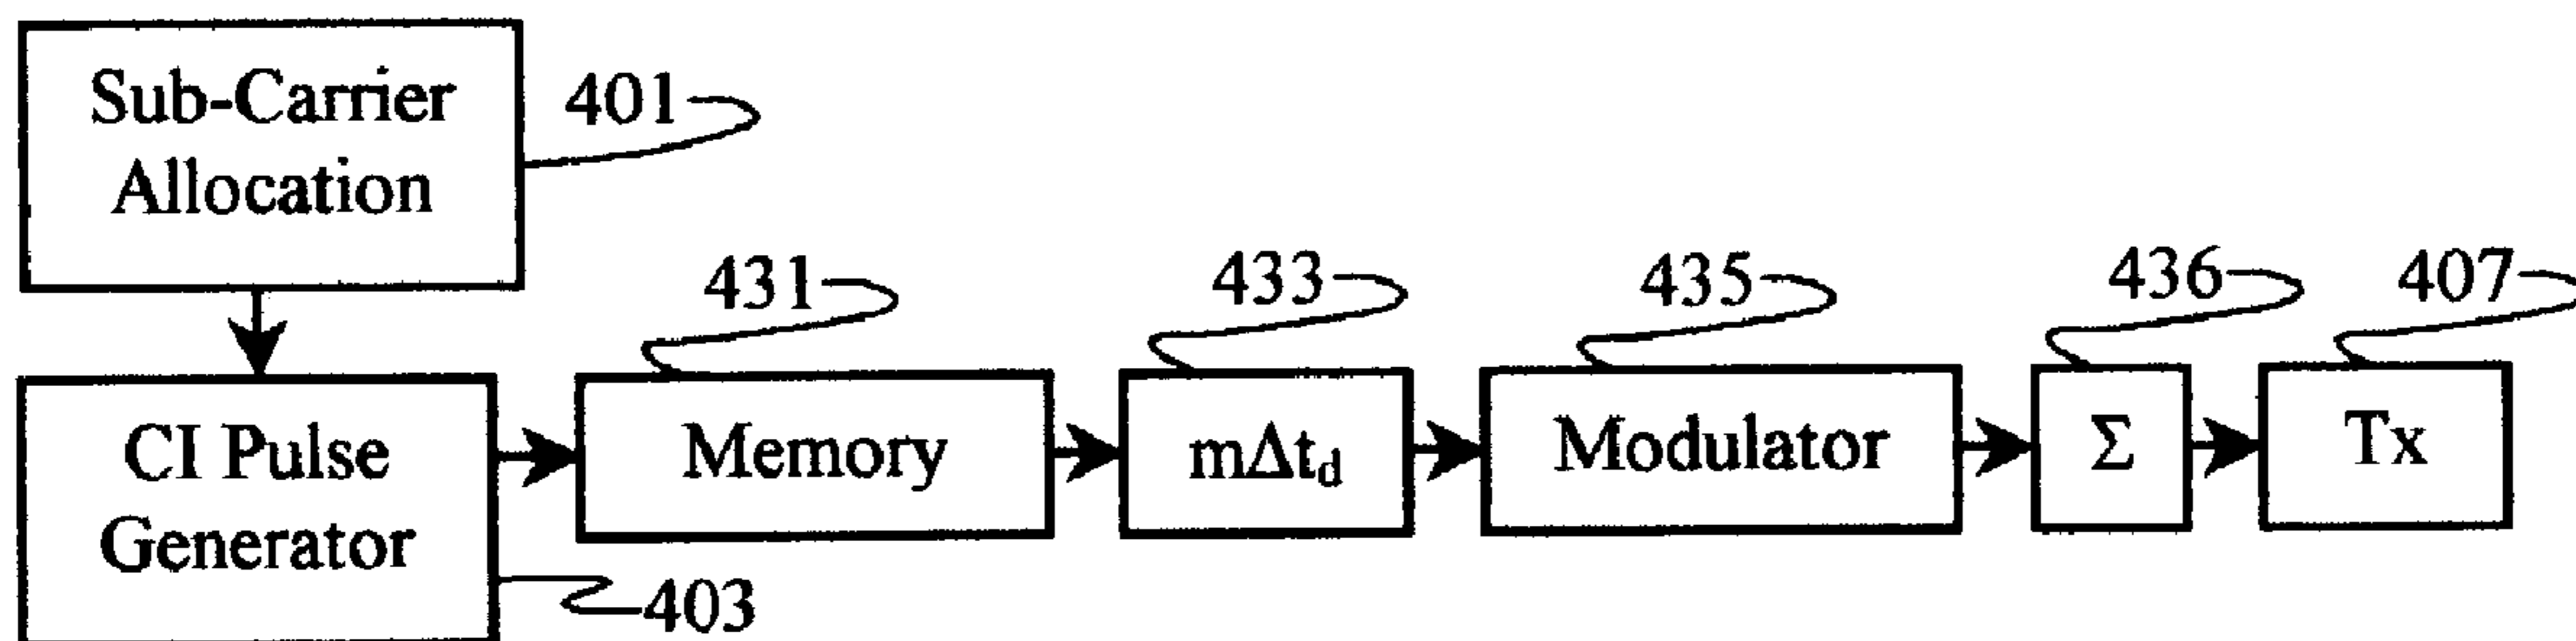 Sub-Carrier
Allocation
401
431
433
435
436
407
CI Pulse
Generator
Memory
mΔt_d
Modulator
Σ
Tx
403